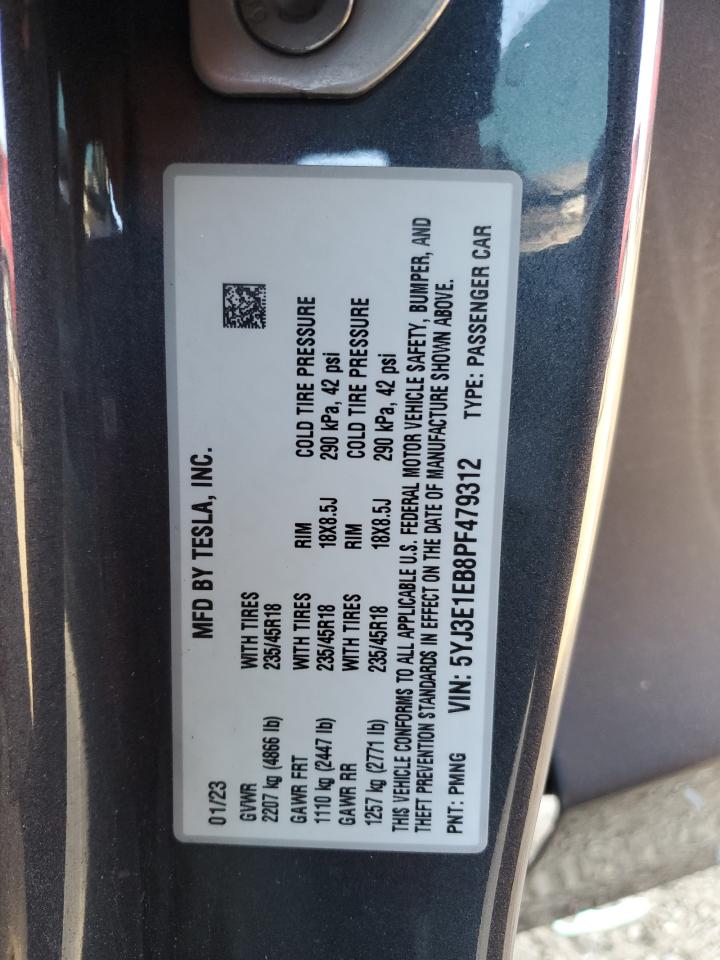 01/23 MFD BY TESLA, INC.
GVWR WITH TIRES
2207 kg (4866 lb) 235/45R18
GAWR FRT WITH TIRES RIM COLD TIRE PRESSURE
1110 kg (2447 lb) 235/45R18 18X8.5J 290 kPa, 42 psi
GAWR RR WITH TIRES RIM COLD TIRE PRESSURE
1257 kg (2771 lb) 235/45R18 18X8.5J 290 kPa, 42 psi
THIS VEHICLE CONFORMS TO ALL APPLICABLE U.S. FEDERAL MOTOR VEHICLE SAFETY, BUMPER, AND
THEFT PREVENTION STANDARDS IN EFFECT ON THE DATE OF MANUFACTURE SHOWN ABOVE.
PNT: PMNG VIN: 5YJ3E1EB8PF479312 TYPE: PASSENGER CAR